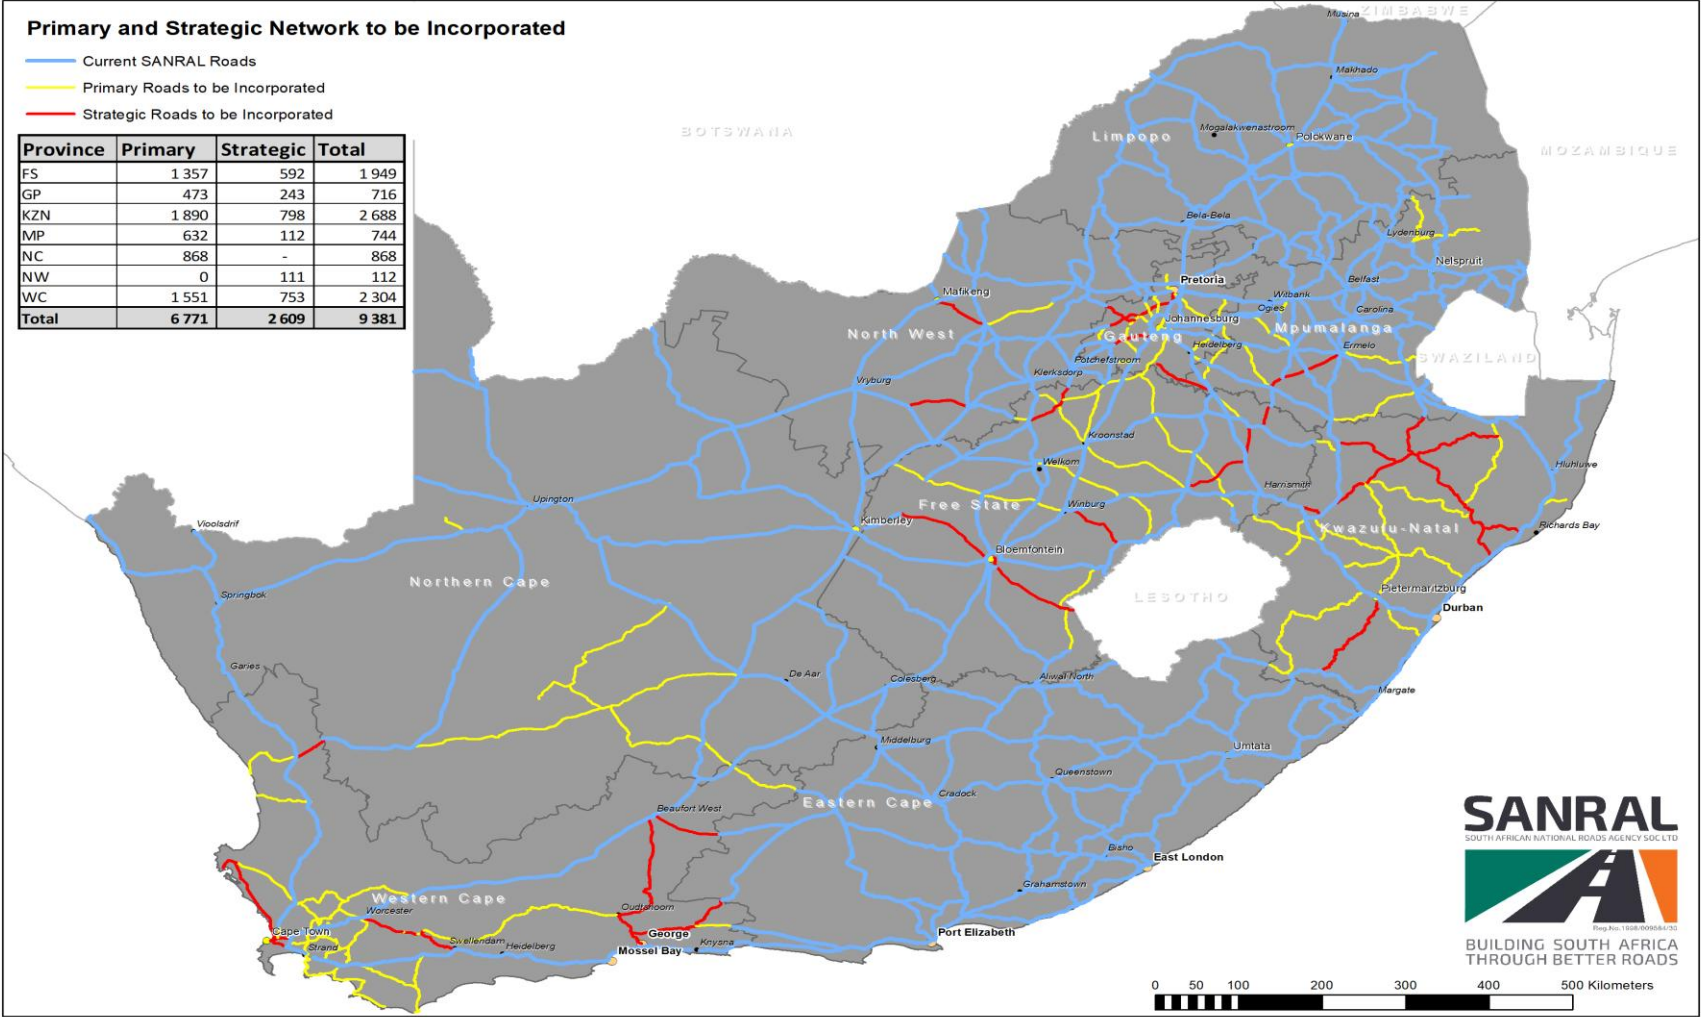 Primary and Strategic Network to be Incorporated
Current SANRAL Roads
Primary Roads to be Incorporated
Strategic Roads to be Incorporated
Province Primary Strategic Total
FS 1 357 592 1 949
GP 473 243 716
KZN 1 890 798 2 688
MP 632 112 744
NC 868 - 868
NW 0 111 112
WC 1 551 753 2 304
Total 6 771 2 609 9 381
ZIMBABWE
Musina
Makhado
BOTSWANA
Limpopo
Mogalakwenastroom
Polokwane
MOZAMBIQUE
Bela-Bela
Lydenburg
Nelspruit
Pretoria
Belfast
Mafikeng
Witbank
Ogies
Carolina
Johannesburg
North West
Gauteng
Mpumalanga
Heidelberg
Ermelo
SWAZILAND
Potchefstroom
Klerksdorp
Vryburg
Kroonstad
Welkom
Hluhluwe
Harrismith
Upington
Free State
Winburg
Vioolsdrif
Kimberley
Kwazulu-Natal
Richards Bay
Bloemfontein
Northern Cape
Pietermaritzburg
Springbok
LESOTHO
Durban
Garies
De Aar
Colesberg
Aliwal North
Margate
Middelburg
Umtata
Queenstown
Eastern Cape
Cradock
Beaufort West
Bisho
East London
Grahamstown
Western Cape
Worcester
Oudtshoorn
Cape Town
George
Port Elizabeth
Strand
Swellendam
Heidelberg
Mossel Bay
Knysna
SANRAL
SOUTH AFRICAN NATIONAL ROADS AGENCY SOC LTD
Reg.No.1998/009584/30
BUILDING SOUTH AFRICA
THROUGH BETTER ROADS
0 50 100 200 300 400 500 Kilometers